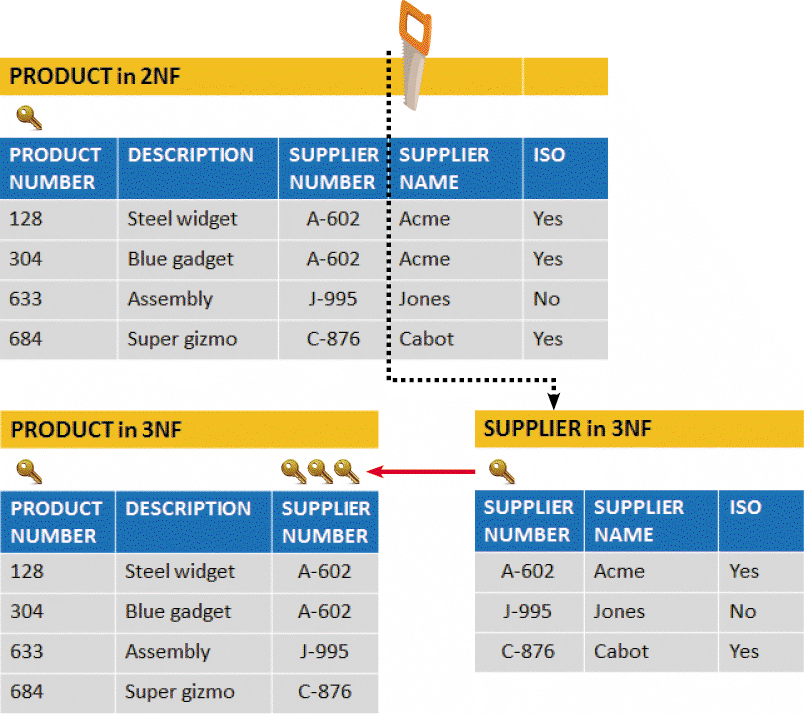 PRODUCT in 2NF
PRODUCT NUMBER DESCRIPTION SUPPLIER NUMBER SUPPLIER NAME ISO
128 Steel widget A-602 Acme Yes
304 Blue gadget A-602 Acme Yes
633 Assembly J-995 Jones No
684 Super gizmo C-876 Cabot Yes
PRODUCT in 3NF
PRODUCT NUMBER DESCRIPTION SUPPLIER NUMBER
128 Steel widget A-602
304 Blue gadget A-602
633 Assembly J-995
684 Super gizmo C-876
SUPPLIER in 3NF
SUPPLIER NUMBER SUPPLIER NAME ISO
A-602 Acme Yes
J-995 Jones No
C-876 Cabot Yes